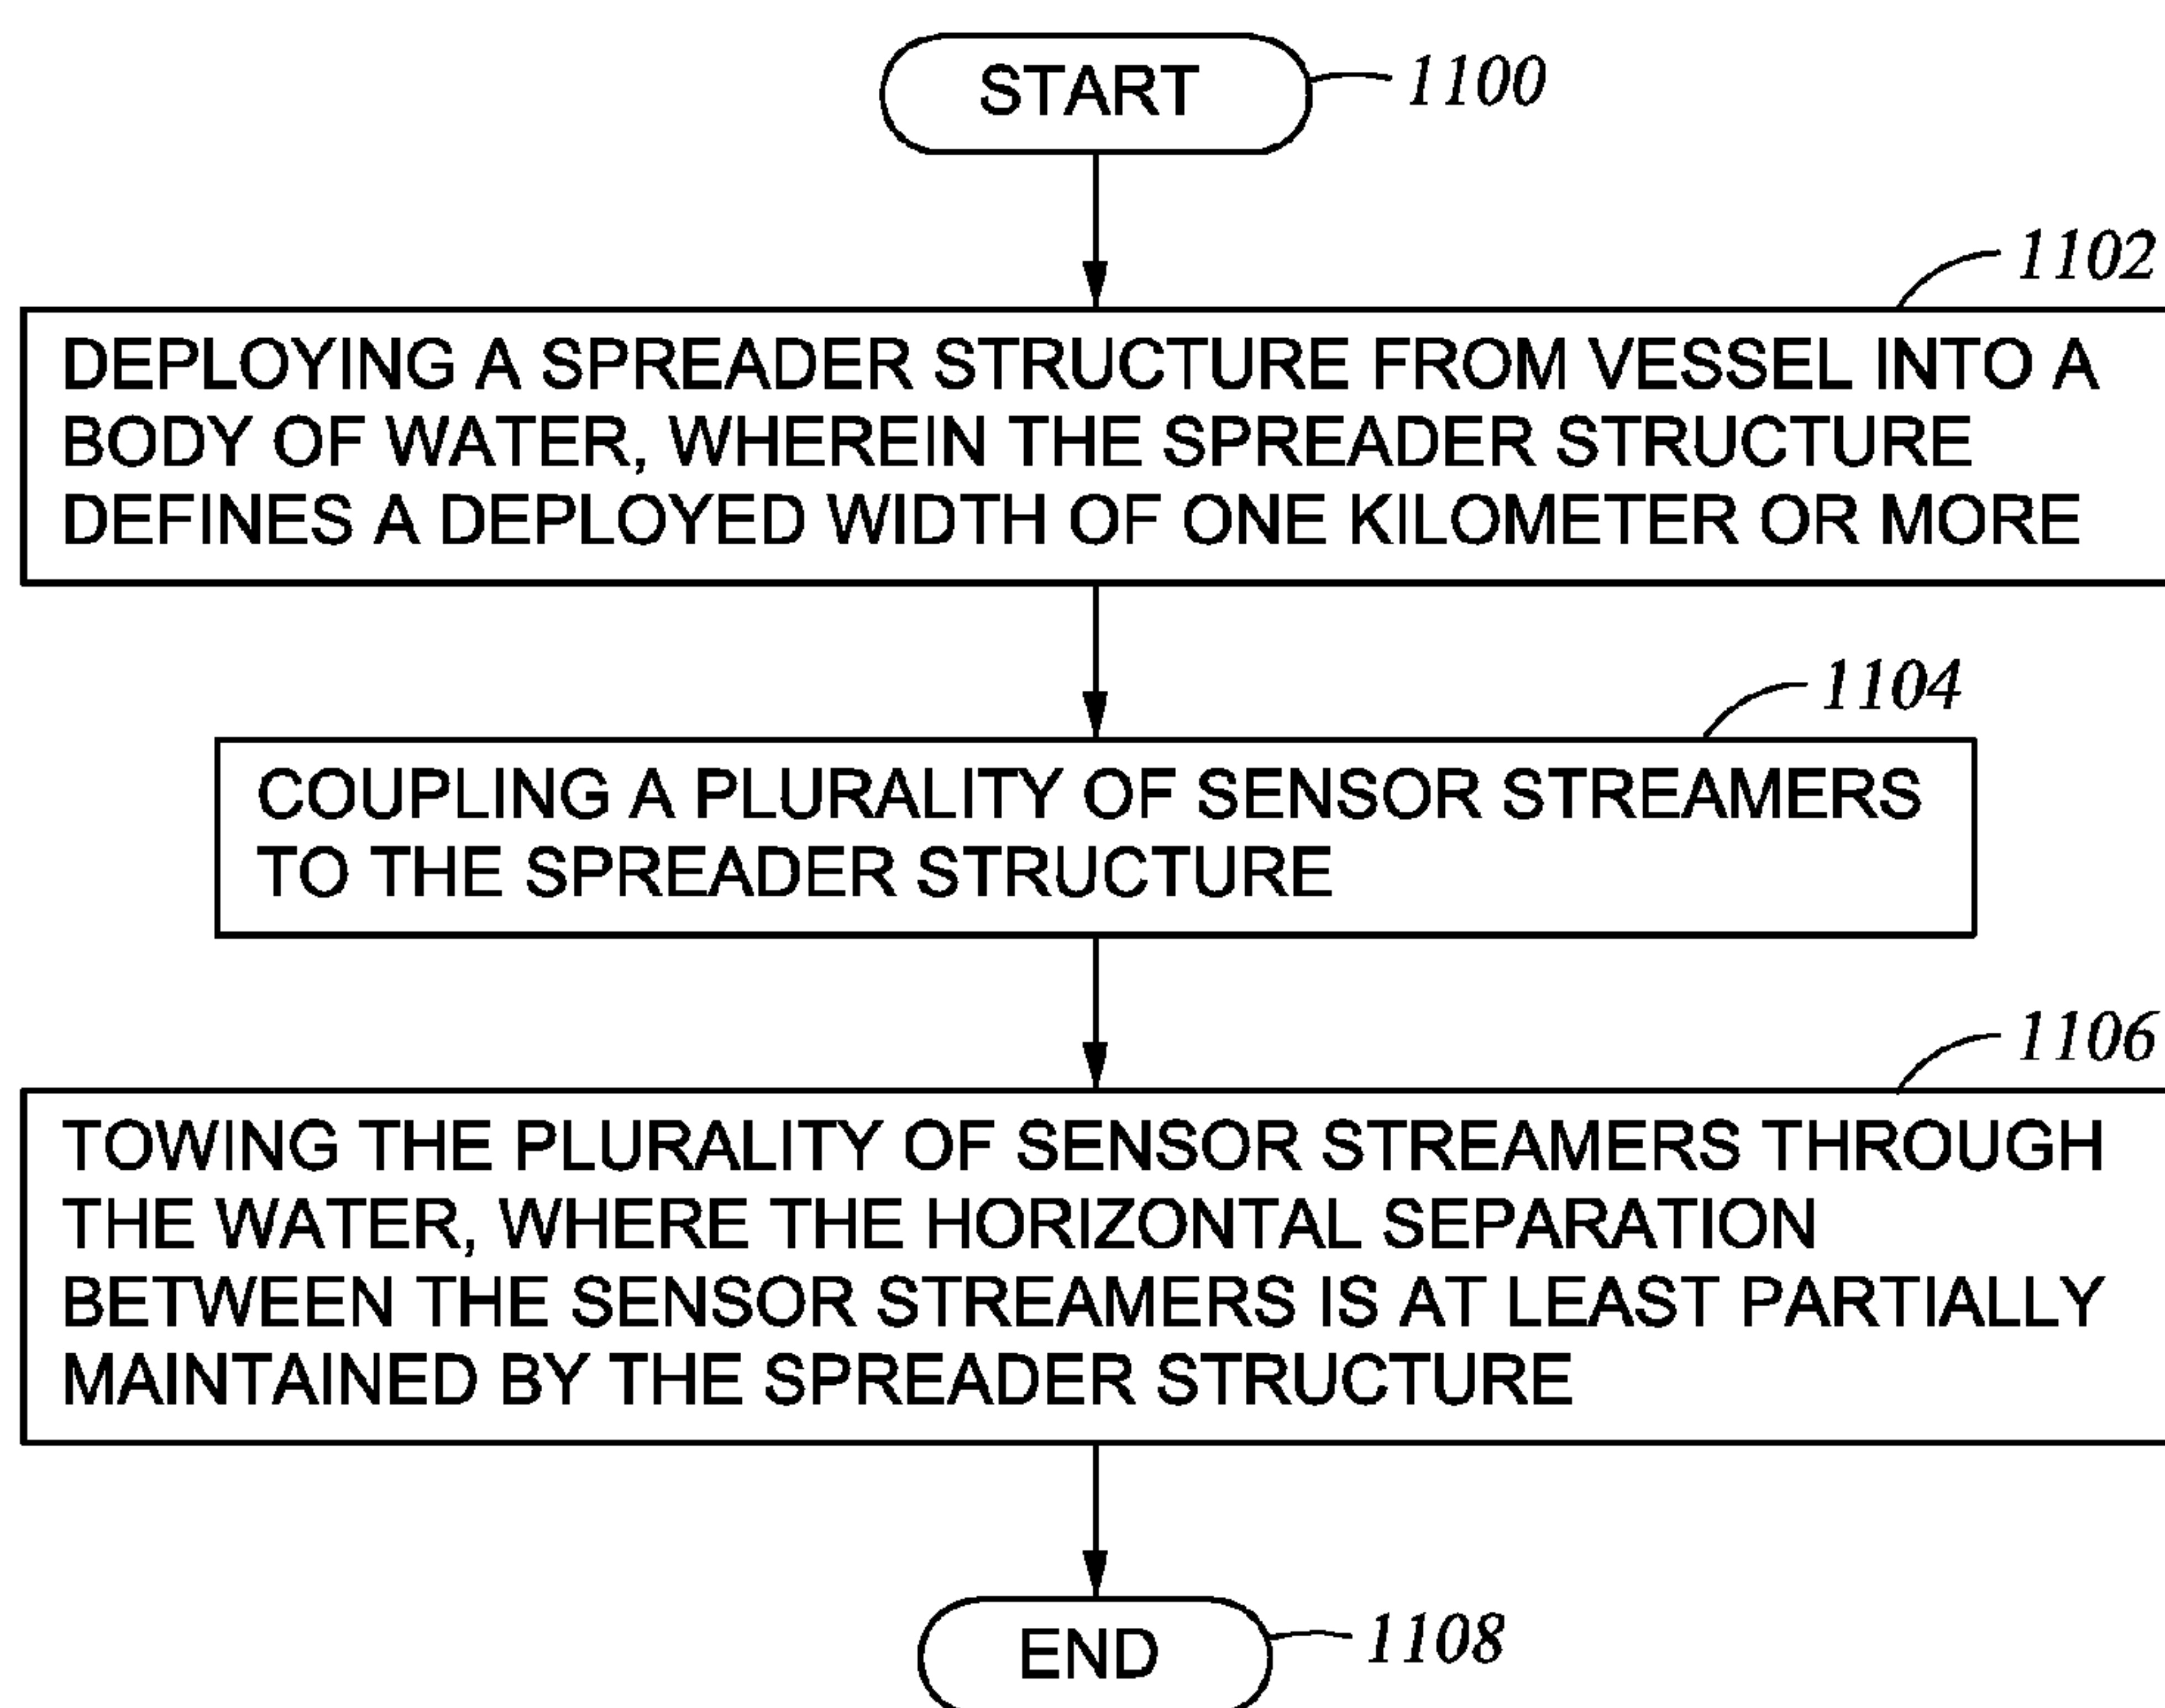 START
1100
1102
DEPLOYING A SPREADER STRUCTURE FROM VESSEL INTO A
BODY OF WATER, WHEREIN THE SPREADER STRUCTURE
DEFINES A DEPLOYED WIDTH OF ONE KILOMETER OR MORE
1104
COUPLING A PLURALITY OF SENSOR STREAMERS
TO THE SPREADER STRUCTURE
1106
TOWING THE PLURALITY OF SENSOR STREAMERS THROUGH
THE WATER, WHERE THE HORIZONTAL SEPARATION
BETWEEN THE SENSOR STREAMERS IS AT LEAST PARTIALLY
MAINTAINED BY THE SPREADER STRUCTURE
END
1108